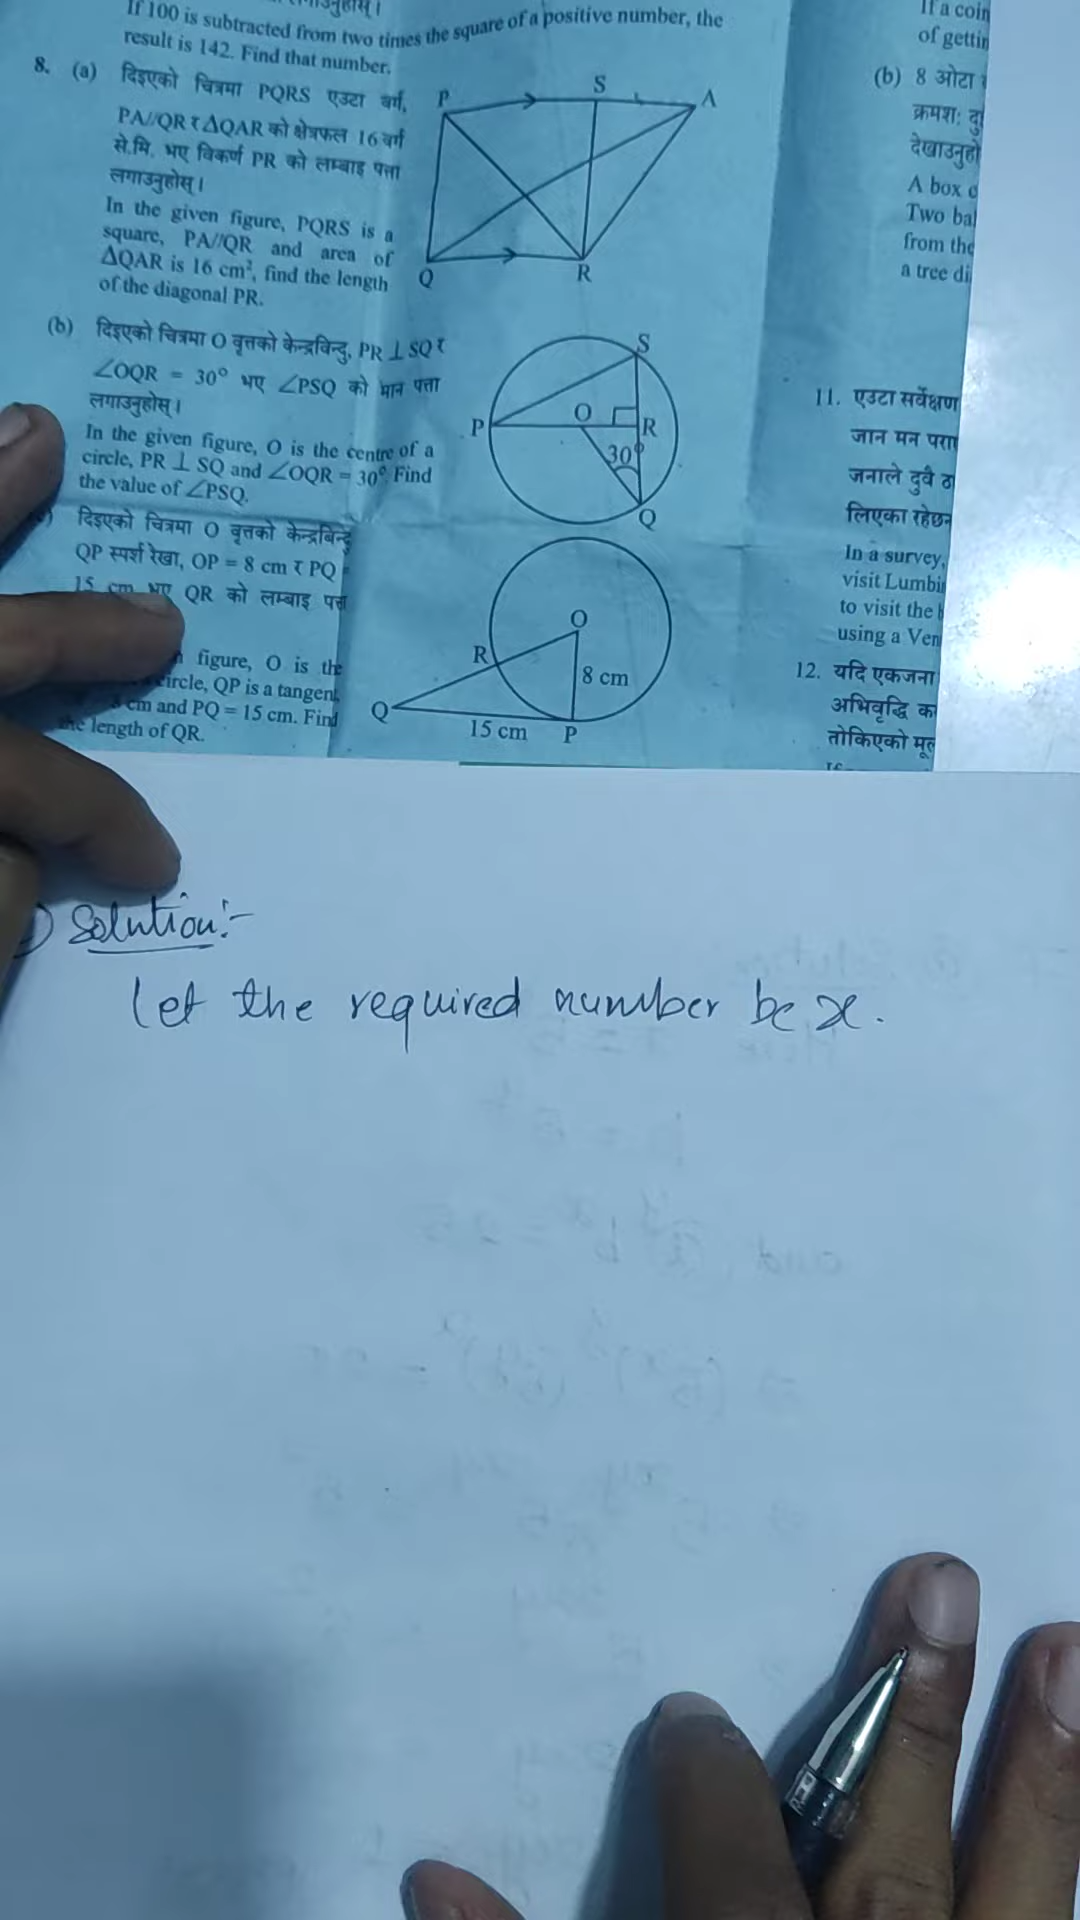 If 100 is subtracted from two times the square of a positive number, the
result is 142. Find that number.
8. (a) दिइएको चित्रमा PQRS एउटा वर्ग,
PA//QR र ΔQAR को क्षेत्रफल 16 वर्ग
से.मि. भए विकर्ण PR को लम्बाइ पत्ता
लगाउनुहोस् ।
In the given figure, PQRS is a
square, PA//QR and area of
ΔQAR is 16 cm², find the length
of the diagonal PR.
P S A
Q R
(b) दिइएको चित्रमा O वृत्तको केन्द्रविन्दु, PR ⊥ SQ र
∠OQR = 30° भए ∠PSQ को मान पत्ता
लगाउनुहोस् ।
In the given figure, O is the centre of a
circle, PR ⊥ SQ and ∠OQR = 30°. Find
the value of ∠PSQ.
S
P O R
30°
Q
दिइएको चित्रमा O वृत्तको केन्द्रबिन्दु
QP स्पर्श रेखा, OP = 8 cm र PQ =
15 cm भए QR को लम्बाइ
figure, O is the
circle, QP is a tangent,
cm and PQ = 15 cm. Find
the length of QR.
O
R
8 cm
Q
15 cm P
If a coin
of gettin
(b) 8 ओटा
क्रमश: दु
देखाउनुहो
A box c
Two bal
from the
a tree di
11. एउटा सर्वेक्षण
जान मन परा
जनाले दुवै ठा
लिएका रहेछन
In a survey,
visit Lumbi
to visit the b
using a Ven
12. यदि एकजना
अभिवृद्धि क
तोकिएको मूल
Solution:-
Let the required number be x.